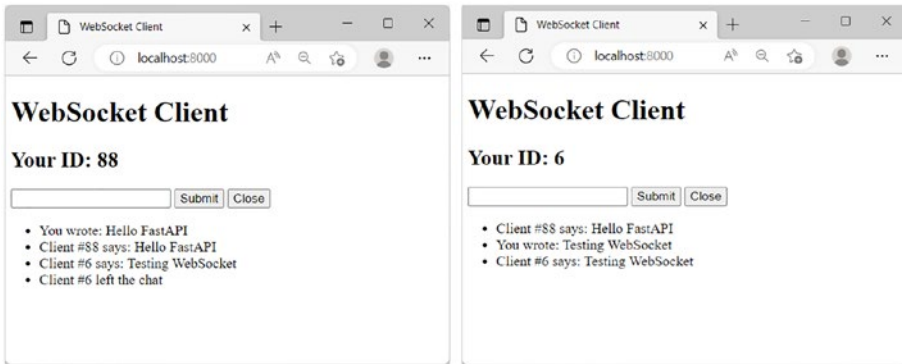 WebSocket Client
localhost:8000
WebSocket Client
Your ID: 88
Submit Close
You wrote: Hello FastAPI
Client #88 says: Hello FastAPI
Client #6 says: Testing WebSocket
Client #6 left the chat
WebSocket Client
localhost:8000
WebSocket Client
Your ID: 6
Submit Close
Client #88 says: Hello FastAPI
You wrote: Testing WebSocket
Client #6 says: Testing WebSocket